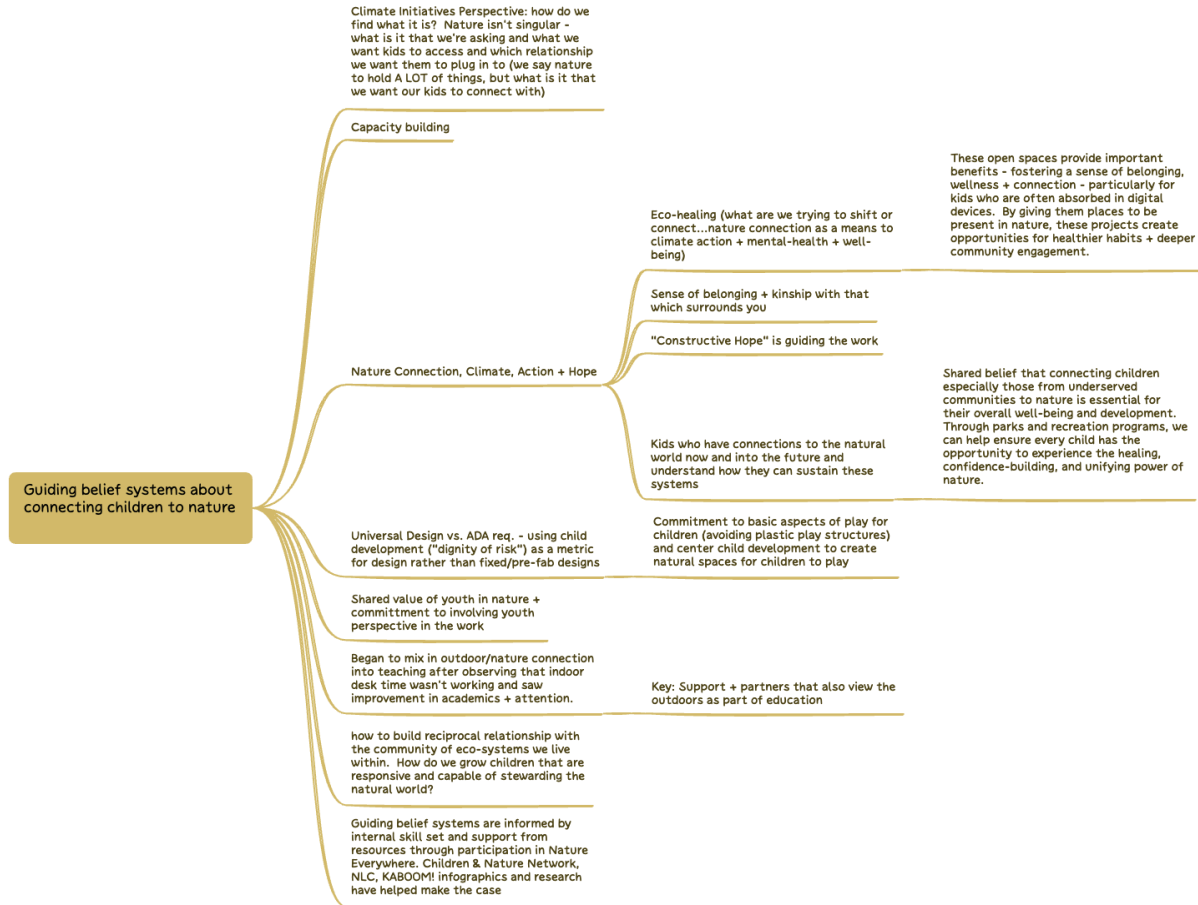 Guiding belief systems about
connecting children to nature
Climate Initiatives Perspective: how do we
find what it is?  Nature isn't singular -
what is it that we're asking and what we
want kids to access and which relationship
we want them to plug in to (we say nature
to hold A LOT of things, but what is it that
we want our kids to connect with)
Capacity building
Nature Connection, Climate, Action + Hope
Eco-healing (what are we trying to shift or
connect...nature connection as a means to
climate action + mental-health + well-
being)
These open spaces provide important
benefits - fostering a sense of belonging,
wellness + connection - particularly for
kids who are often absorbed in digital
devices.  By giving them places to be
present in nature, these projects create
opportunities for healthier habits + deeper
community engagement.
Sense of belonging + kinship with that
which surrounds you
"Constructive Hope" is guiding the work
Kids who have connections to the natural
world now and into the future and
understand how they can sustain these
systems
Shared belief that connecting children
especially those from underserved
communities to nature is essential for
their overall well-being and development.
Through parks and recreation programs, we
can help ensure every child has the
opportunity to experience the healing,
confidence-building, and unifying power of
nature.
Universal Design vs. ADA req. - using child
development ("dignity of risk") as a metric
for design rather than fixed/pre-fab designs
Commitment to basic aspects of play for
children (avoiding plastic play structures)
and center child development to create
natural spaces for children to play
Shared value of youth in nature +
committment to involving youth
perspective in the work
Began to mix in outdoor/nature connection
into teaching after observing that indoor
desk time wasn't working and saw
improvement in academics + attention.
Key: Support + partners that also view the
outdoors as part of education
how to build reciprocal relationship with
the community of eco-systems we live
within.  How do we grow children that are
responsive and capable of stewarding the
natural world?
Guiding belief systems are informed by
internal skill set and support from
resources through participation in Nature
Everywhere. Children & Nature Network,
NLC, KABOOM! infographics and research
have helped make the case